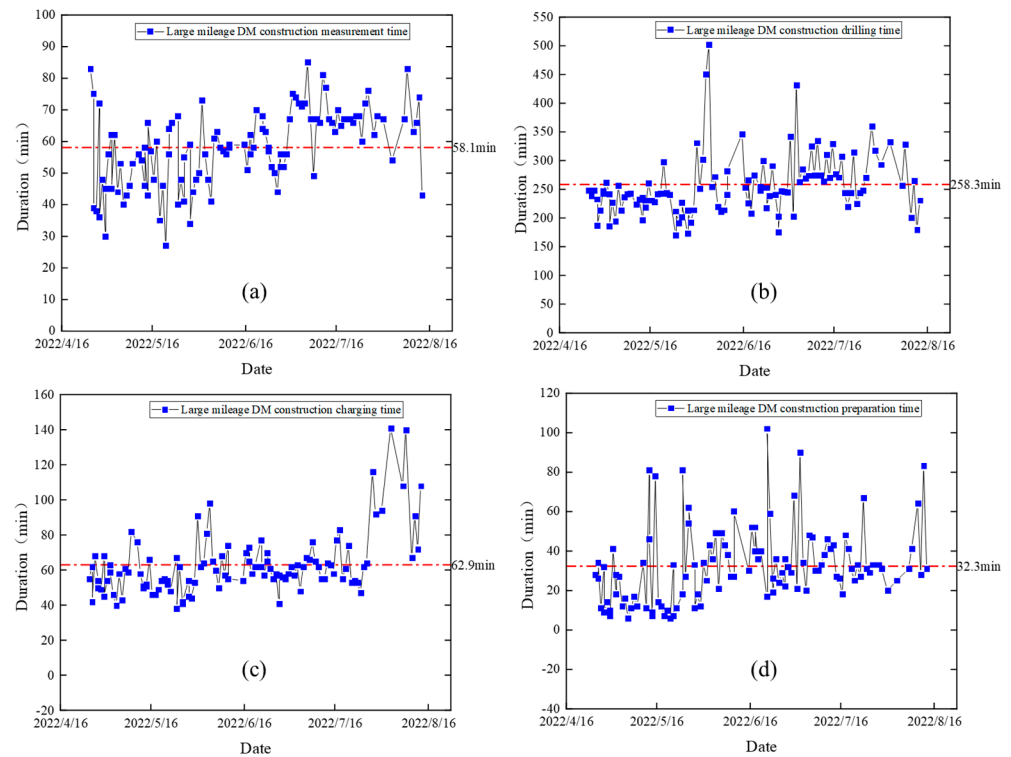 100
90
80
70
60
50
40
30
20
10
0
Duration (min)
Large mileage DM construction measurement time
58.1min
(a)
2022/4/16 2022/5/16 2022/6/16 2022/7/16 2022/8/16
Date
550
500
450
400
350
300
250
200
150
100
50
0
Duration (min)
Large mileage DM construction drilling time
258.3min
(b)
2022/4/16 2022/5/16 2022/6/16 2022/7/16 2022/8/16
Date
160
140
120
100
80
60
40
20
0
-20
Duration (min)
Large mileage DM construction charging time
62.9min
(c)
2022/4/16 2022/5/16 2022/6/16 2022/7/16 2022/8/16
Date
120
100
80
60
40
20
0
-20
-40
Duration (min)
Large mileage DM construction preparation time
32.3min
(d)
2022/4/16 2022/5/16 2022/6/16 2022/7/16 2022/8/16
Date